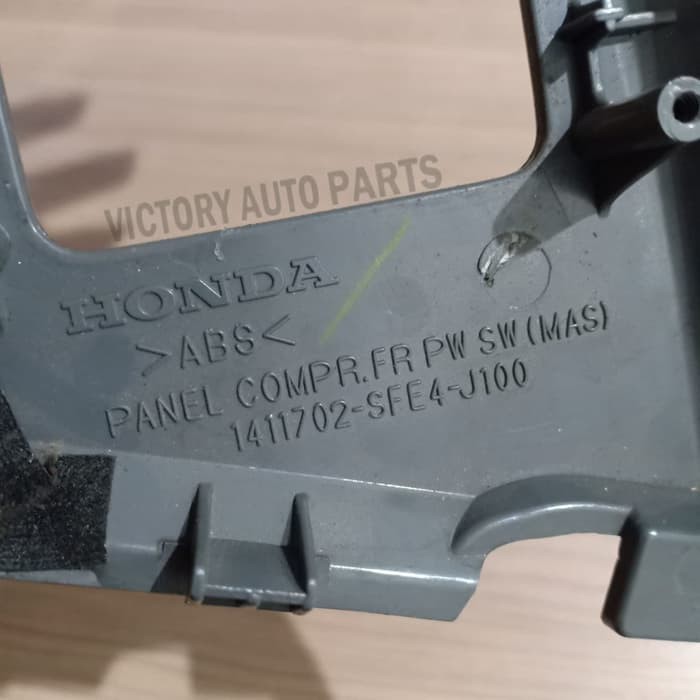 VICTORY AUTO PARTS
HONDA
>ABS<
PANEL COMPR.FR PW SW(MAS)
1411702-SFE4-J100